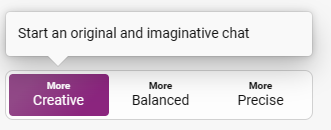 Start an original and imaginative chat
More More More
Creative Balanced Precise